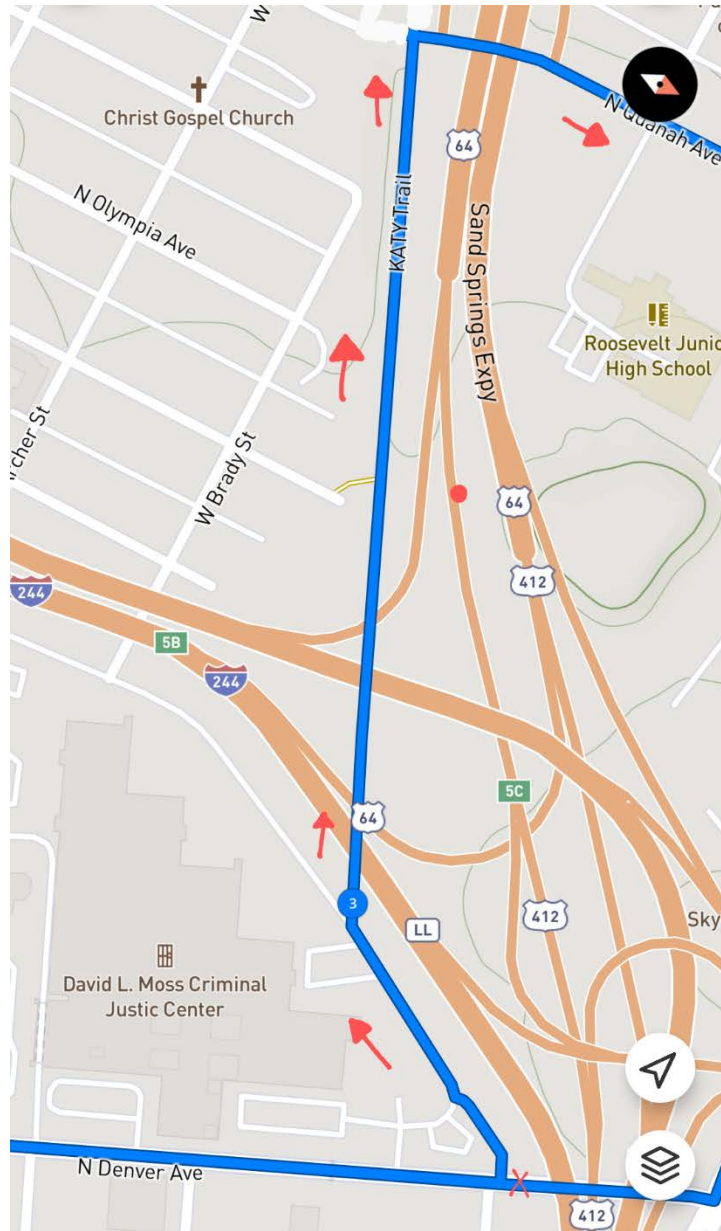 W
Christ Gospel Church
64
N Quanah Ave
N Olympia Ave
KATY Trail
Sand Springs Expy
Roosevelt Junio
High School
rcher St
W Brady St
64
412
244
5B
244
5C
64
3
412
LL
Sky
David L. Moss Criminal
Justic Center
N Denver Ave
412